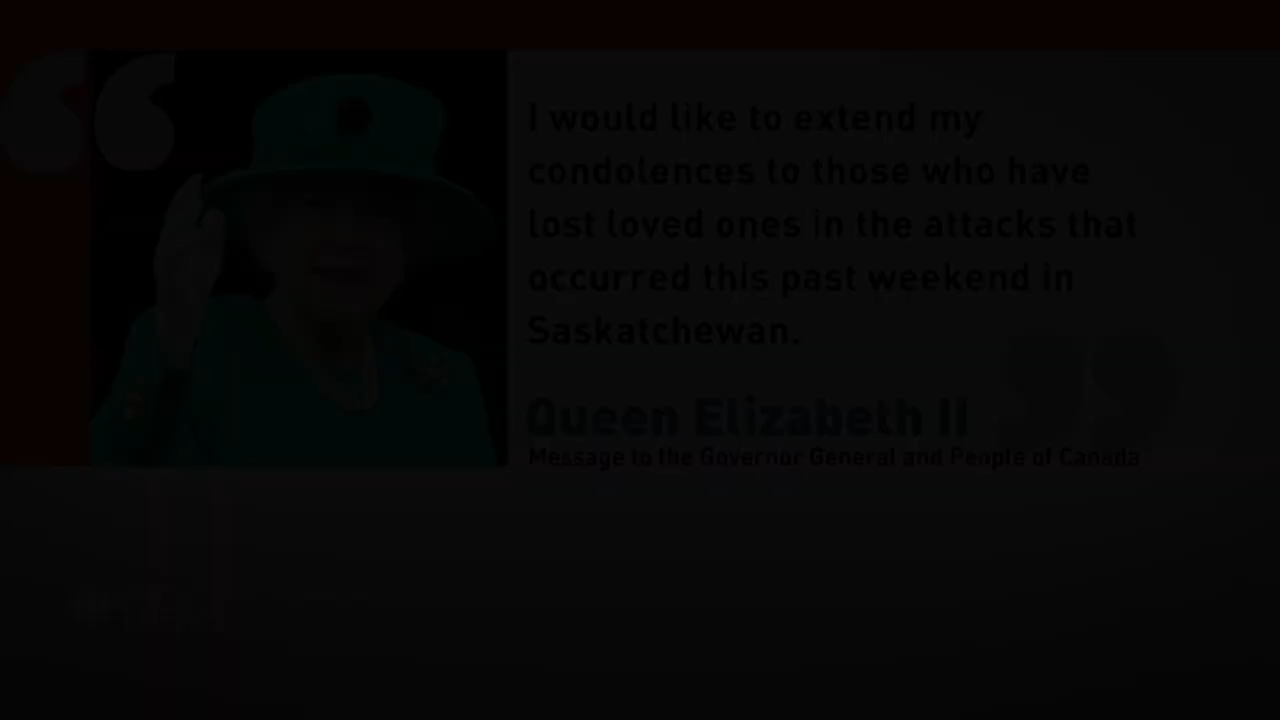 I would like to extend my
condolences to those who have
lost loved ones in the attacks that
occurred this past weekend in
Saskatchewan.
Queen Elizabeth II
Message to the Governor General and People of Canada